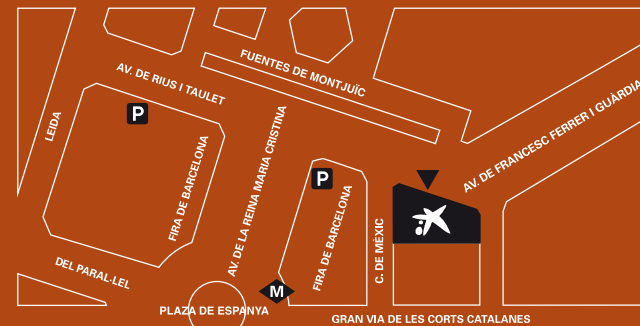 FUENTES DE MONTJUÏC
AV. DE RIUS I TAULET
AV. DE FRANCESC FERRER I GUÀRDIA
LEIDA
P
FIRA DE BARCELONA
AV. DE LA REINA MARIA CRISTINA
P
FIRA DE BARCELONA
C. DE MÈXIC
DEL PARAL·LEL
M
PLAZA DE ESPANYA
GRAN VIA DE LES CORTS CATALANES